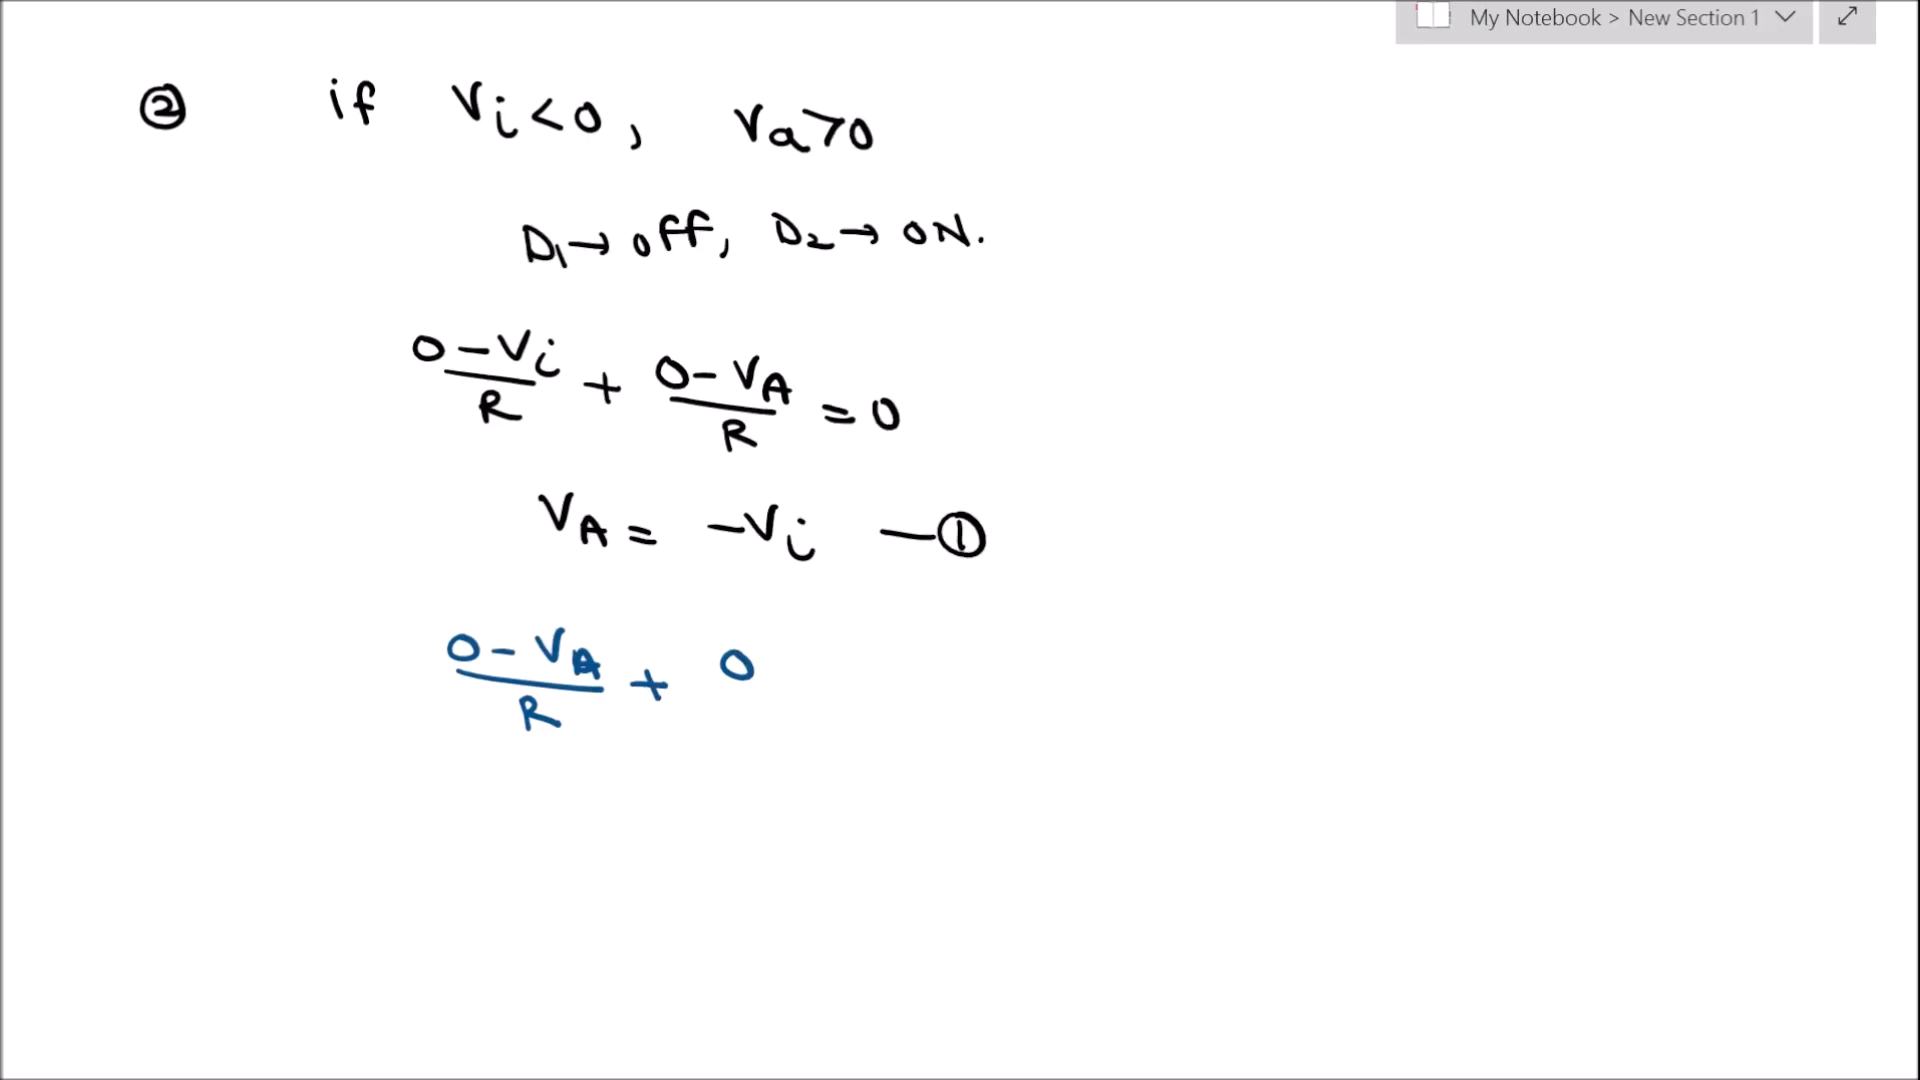 My Notebook > New Section 1
② if Vi<0, Va>0
D1→off, D2→ON.
0-Vi/R + 0-VA/R = 0
VA = -Vi —①
0-VA/R + 0